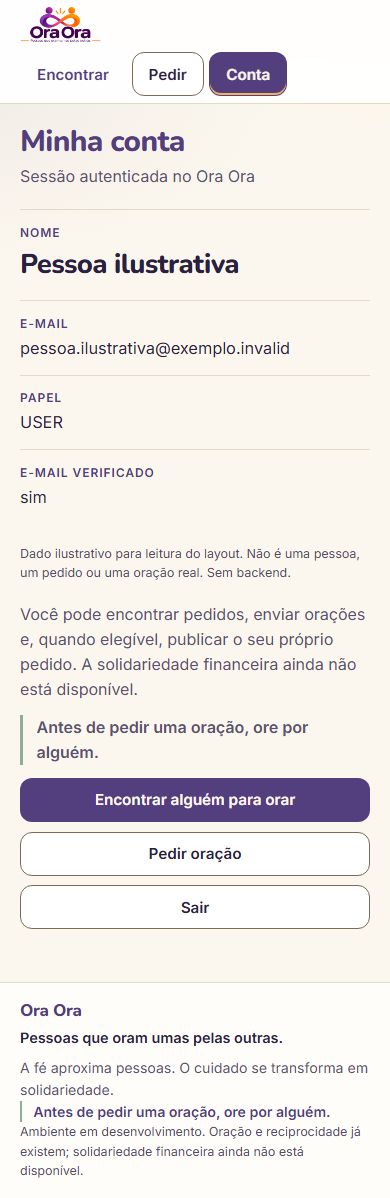 Ora Ora
Encontrar
Pedir
Conta
Minha conta
Sessão autenticada no Ora Ora
NOME
Pessoa ilustrativa
E-MAIL
pessoa.ilustrativa@exemplo.invalid
PAPEL
USER
E-MAIL VERIFICADO
sim
Dado ilustrativo para leitura do layout. Não é uma pessoa,
um pedido ou uma oração real. Sem backend.
Você pode encontrar pedidos, enviar orações
e, quando elegível, publicar o seu próprio
pedido. A solidariedade financeira ainda não
está disponível.
Antes de pedir uma oração, ore por
alguém.
Encontrar alguém para orar
Pedir oração
Sair
Ora Ora
Pessoas que oram umas pelas outras.
A fé aproxima pessoas. O cuidado se transforma em
solidariedade.
Antes de pedir uma oração, ore por alguém.
Ambiente em desenvolvimento. Oração e reciprocidade já
existem; solidariedade financeira ainda não está
disponível.